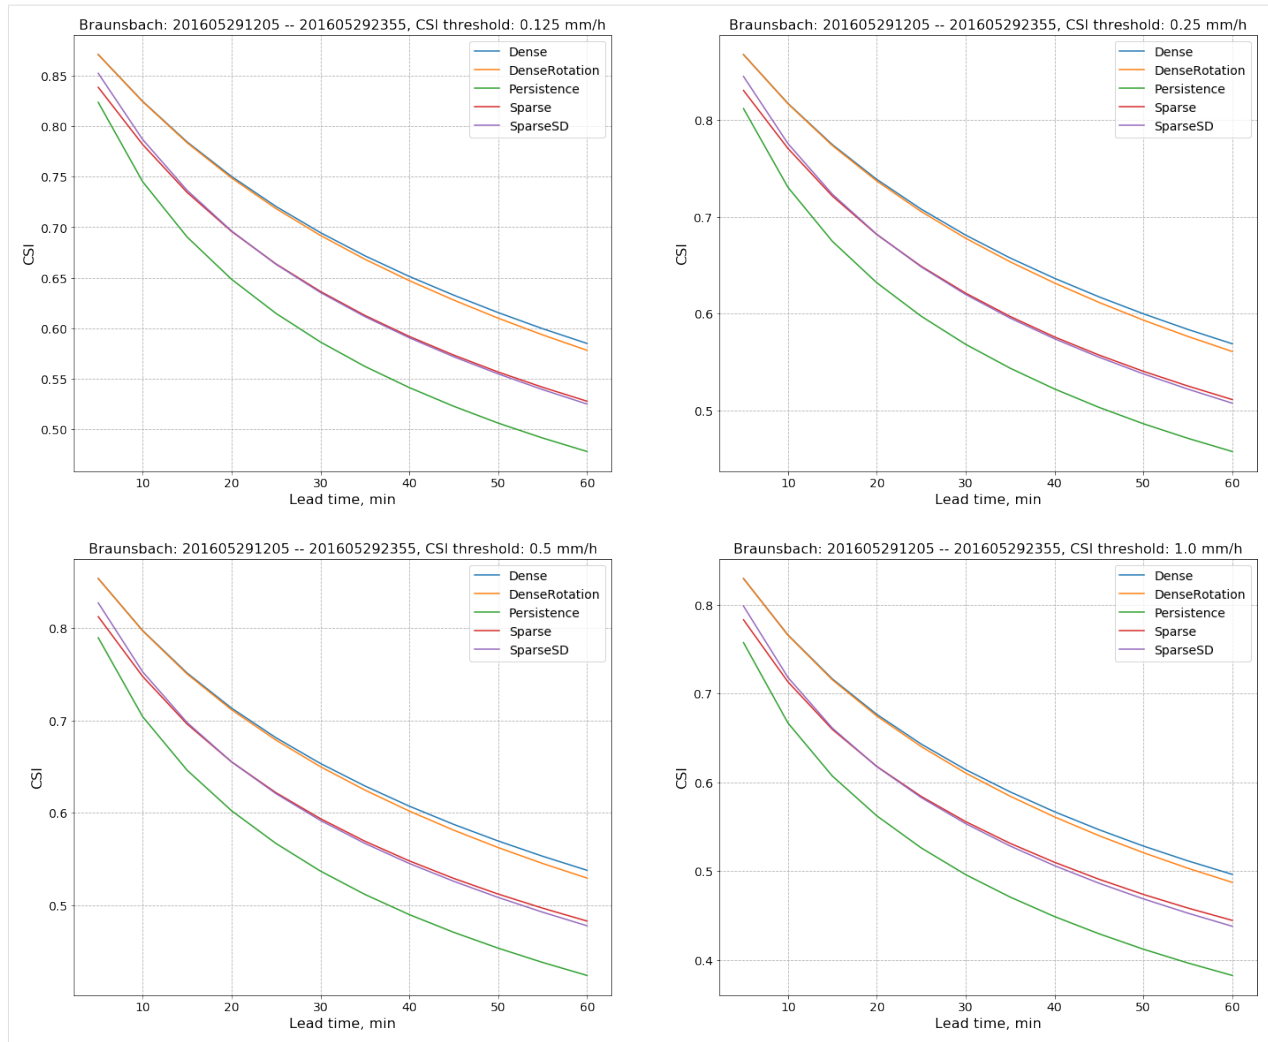 Braunsbach: 201605291205 -- 201605292355, CSI threshold: 0.125 mm/h
0.85
0.80
0.75
0.70
0.65
0.60
0.55
0.50
CSI
Dense
DenseRotation
Persistence
Sparse
SparseSD
10 20 30 40 50 60
Lead time, min
Braunsbach: 201605291205 -- 201605292355, CSI threshold: 0.25 mm/h
0.8
0.7
0.6
0.5
CSI
Dense
DenseRotation
Persistence
Sparse
SparseSD
10 20 30 40 50 60
Lead time, min
Braunsbach: 201605291205 -- 201605292355, CSI threshold: 0.5 mm/h
0.8
0.7
0.6
0.5
CSI
Dense
DenseRotation
Persistence
Sparse
SparseSD
10 20 30 40 50 60
Lead time, min
Braunsbach: 201605291205 -- 201605292355, CSI threshold: 1.0 mm/h
0.8
0.7
0.6
0.5
0.4
CSI
Dense
DenseRotation
Persistence
Sparse
SparseSD
10 20 30 40 50 60
Lead time, min